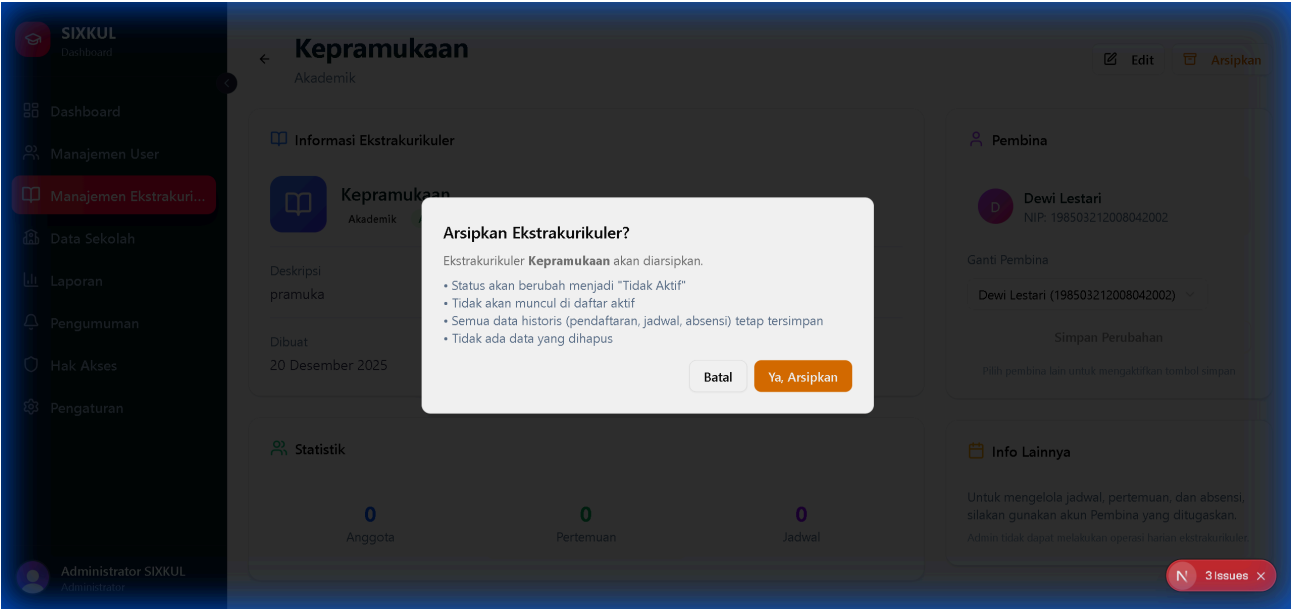 SIXKUL
Dashboard
Dashboard
Manajemen User
Manajemen Ekstrakuri...
Data Sekolah
Laporan
Pengumuman
Hak Akses
Pengaturan
Administrator SIXKUL
Administrator
Kepramukaan
Akademik
Edit
Arsipkan
Informasi Ekstrakurikuler
Kepramukaan
Akademik
Deskripsi
pramuka
Dibuat
20 Desember 2025
Arsipkan Ekstrakurikuler?
Ekstrakurikuler Kepramukaan akan diarsipkan.
• Status akan berubah menjadi "Tidak Aktif"
• Tidak akan muncul di daftar aktif
• Semua data historis (pendaftaran, jadwal, absensi) tetap tersimpan
• Tidak ada data yang dihapus
Batal
Ya, Arsipkan
Pembina
D
Dewi Lestari
NIP: 198503212008042002
Ganti Pembina
Dewi Lestari (198503212008042002)
Simpan Perubahan
Pilih pembina lain untuk mengaktifkan tombol simpan
Statistik
0
Anggota
0
Pertemuan
0
Jadwal
Info Lainnya
Untuk mengelola jadwal, pertemuan, dan absensi,
silakan gunakan akun Pembina yang ditugaskan.
Admin tidak dapat melakukan operasi harian ekstrakurikuler
N
3 Issues